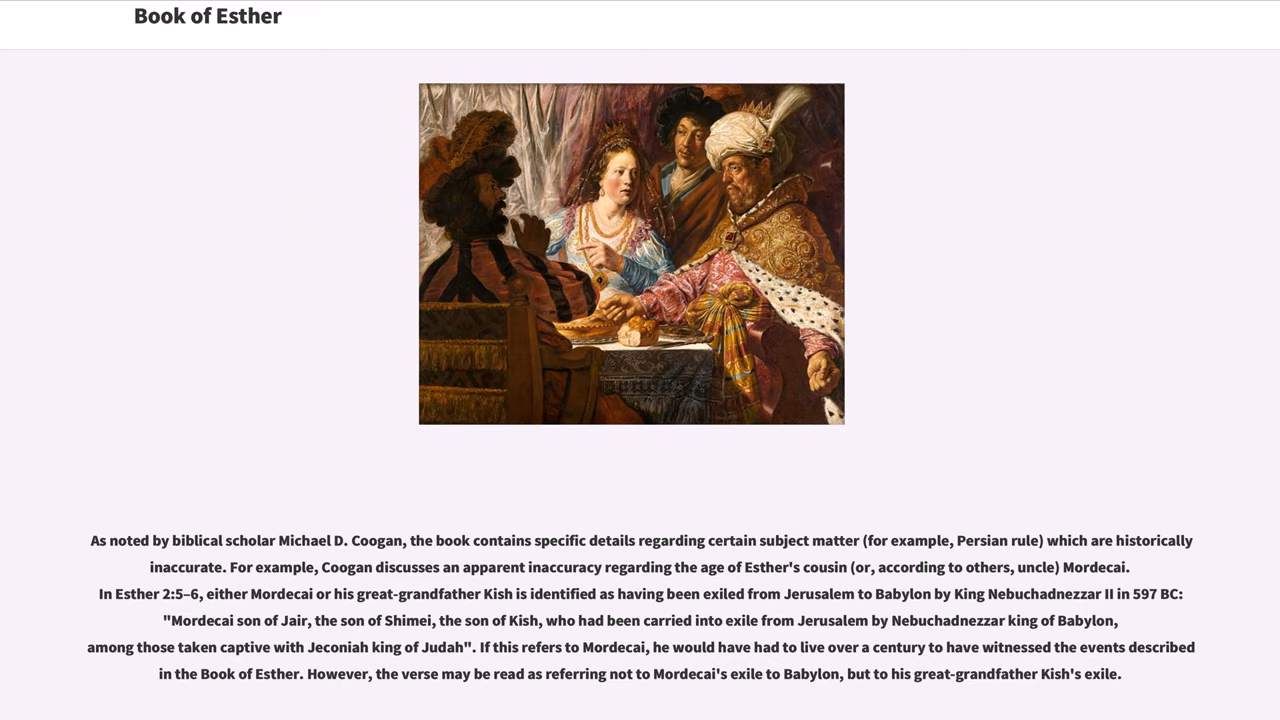 Book of Esther
As noted by biblical scholar Michael D. Coogan, the book contains specific details regarding certain subject matter (for example, Persian rule) which are historically
inaccurate. For example, Coogan discusses an apparent inaccuracy regarding the age of Esther's cousin (or, according to others, uncle) Mordecai.
In Esther 2:5–6, either Mordecai or his great-grandfather Kish is identified as having been exiled from Jerusalem to Babylon by King Nebuchadnezzar II in 597 BC:
"Mordecai son of Jair, the son of Shimei, the son of Kish, who had been carried into exile from Jerusalem by Nebuchadnezzar king of Babylon,
among those taken captive with Jeconiah king of Judah". If this refers to Mordecai, he would have had to live over a century to have witnessed the events described
in the Book of Esther. However, the verse may be read as referring not to Mordecai's exile to Babylon, but to his great-grandfather Kish's exile.